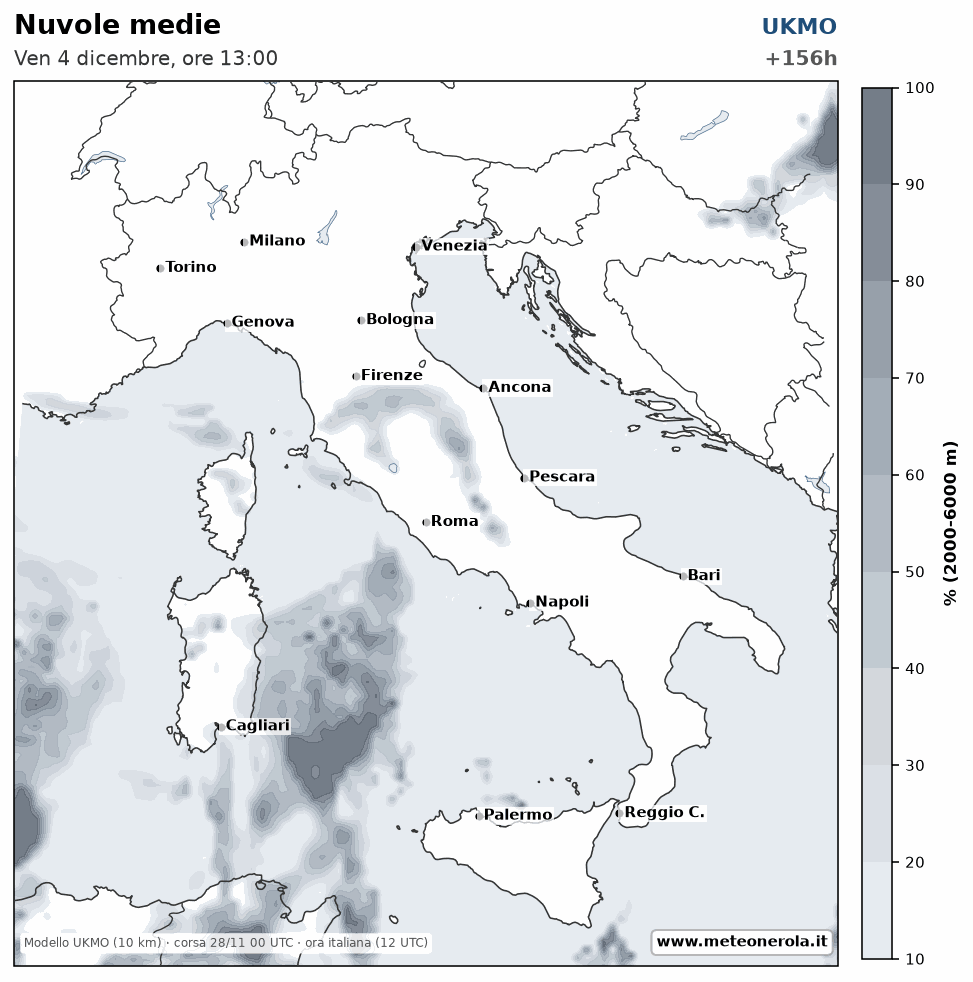 Nuvole medie
UKMO
Ven 4 dicembre, ore 13:00
+156h
Milano
Venezia
Torino
Genova
Bologna
Firenze
Ancona
Pescara
Roma
Bari
Napoli
Cagliari
Palermo
Reggio C.
100
90
80
70
60
50
40
30
20
10
% (2000-6000 m)
Modello UKMO (10 km) · corsa 28/11 00 UTC · ora italiana (12 UTC)
www.meteonerola.it